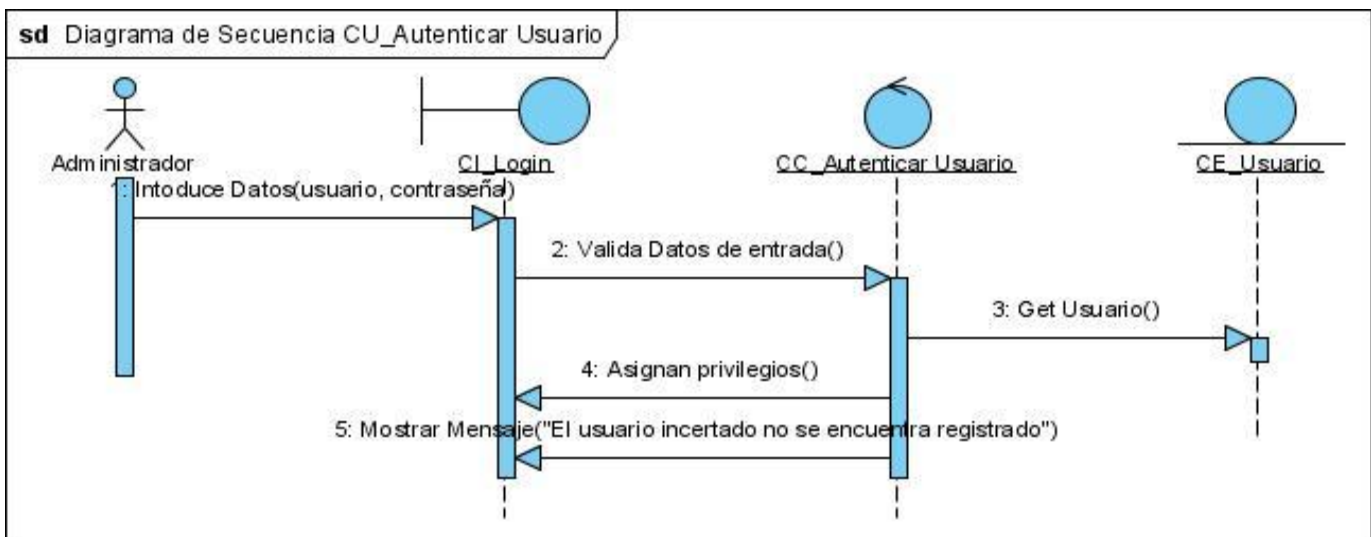 sd Diagrama de Secuencia CU_Autenticar Usuario
Administrador
CI_Login
CC_Autenticar Usuario
CE_Usuario
1: Intoduce Datos(usuario, contraseña)
2: Valida Datos de entrada()
3: Get Usuario()
4: Asignan privilegios()
5: Mostrar Mensaje("El usuario incertado no se encuentra registrado")